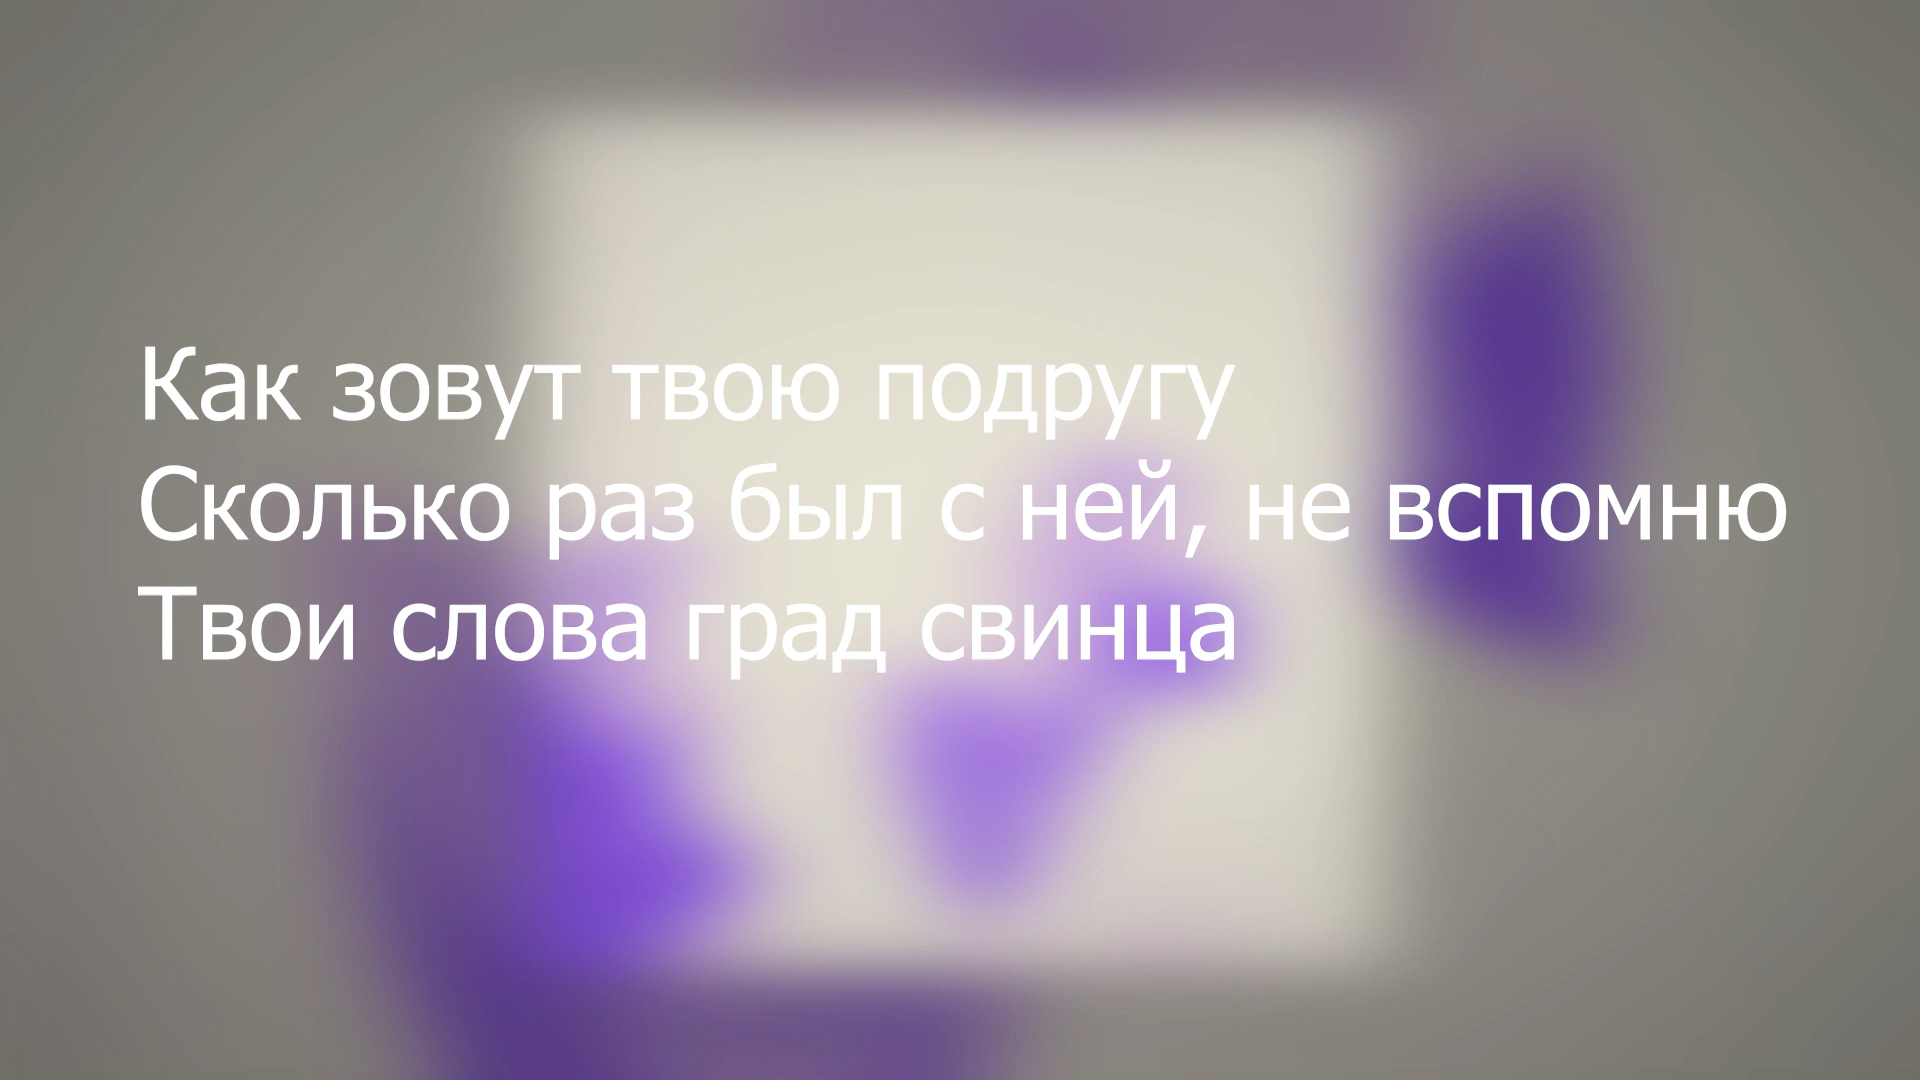 Как зовут твою подругу
Сколько раз был с ней, не вспомню
Твои слова град свинца